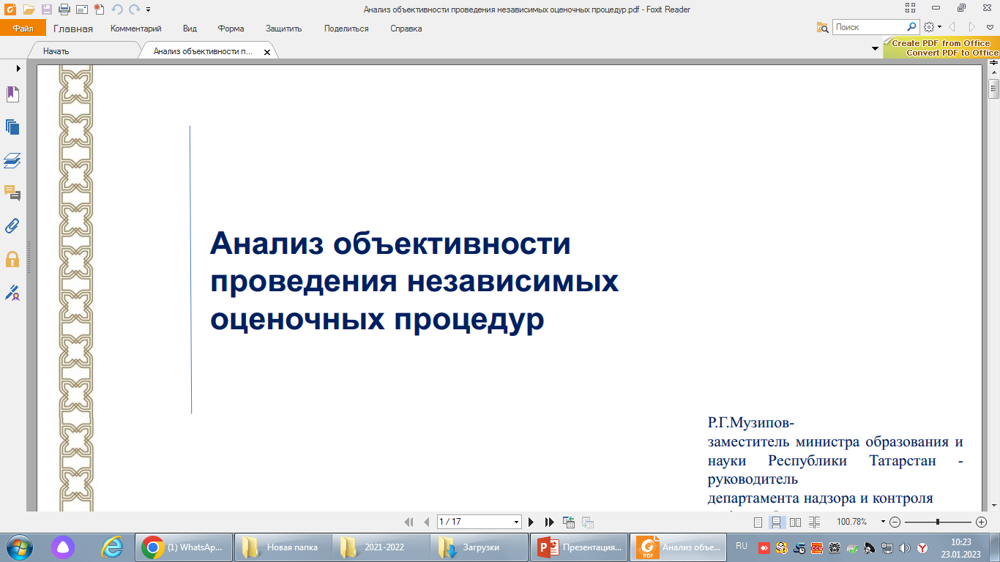 Анализ объективности проведения независимых оценочных процедур.pdf - Foxit Reader
Файл Главная Комментарий Вид Форма Защитить Поделиться Справка Поиск
Create PDF from Office
Convert PDF to Office
Начать Анализ объективности п...
Анализ объективности
проведения независимых
оценочных процедур
Р.Г.Музипов-
заместитель министра образования и
науки Республики Татарстан -
руководитель
департамента надзора и контроля
1 / 17 100.78%
(1) WhatsAp... Новая папка 2021-2022 Загрузки Презентация... Анализ объе... RU 10:23
23.01.2023